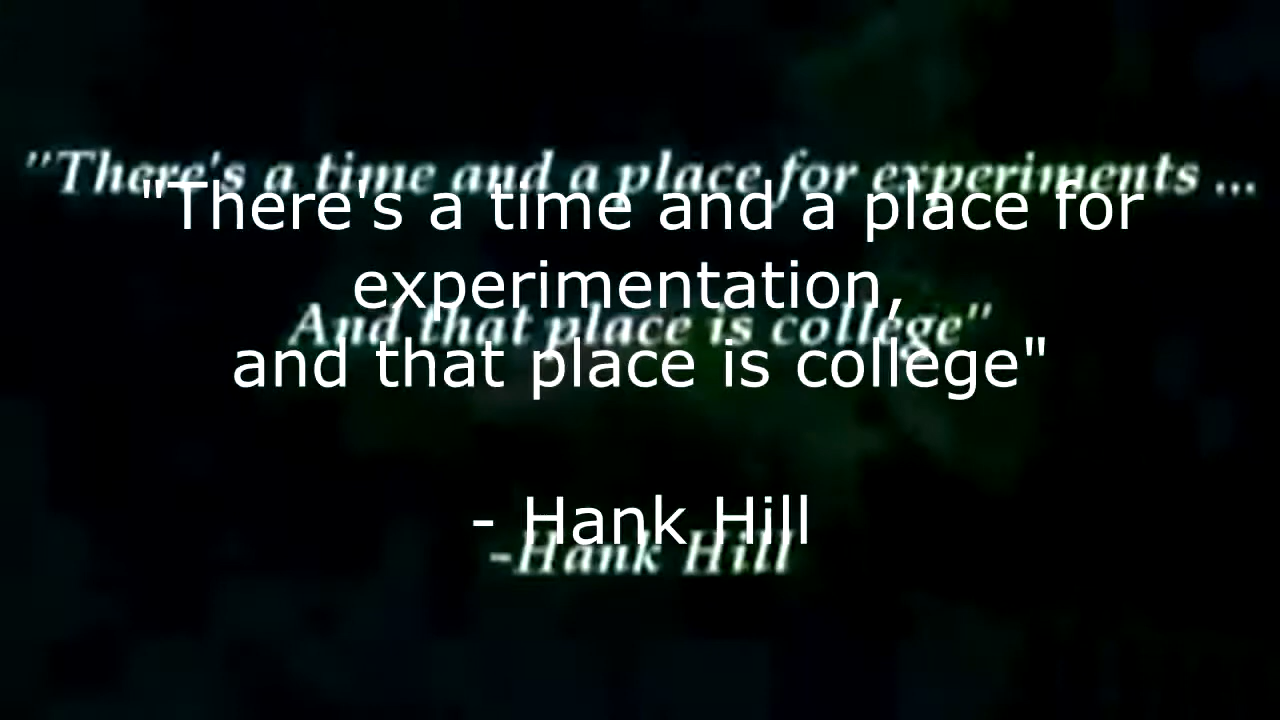 "There's a time and a place for experiments ...
"There's a time and a place for
experimentation,
And that place is college"
and that place is college"
- Hank Hill
-Hank Hill